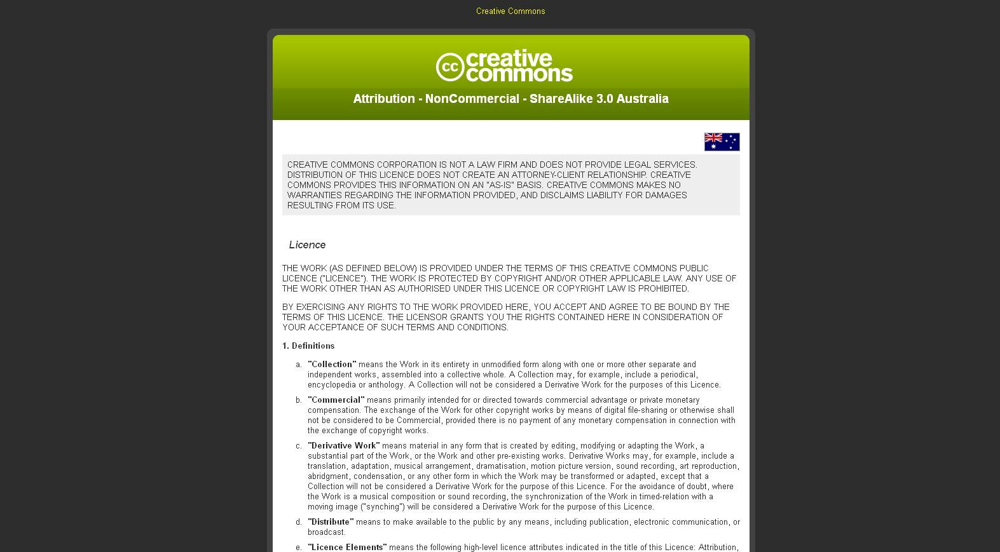 Creative Commons
cc creative
commons
Attribution - NonCommercial - ShareAlike 3.0 Australia
CREATIVE COMMONS CORPORATION IS NOT A LAW FIRM AND DOES NOT PROVIDE LEGAL SERVICES.
DISTRIBUTION OF THIS LICENCE DOES NOT CREATE AN ATTORNEY-CLIENT RELATIONSHIP. CREATIVE
COMMONS PROVIDES THIS INFORMATION ON AN "AS-IS" BASIS. CREATIVE COMMONS MAKES NO
WARRANTIES REGARDING THE INFORMATION PROVIDED, AND DISCLAIMS LIABILITY FOR DAMAGES
RESULTING FROM ITS USE.
Licence
THE WORK (AS DEFINED BELOW) IS PROVIDED UNDER THE TERMS OF THIS CREATIVE COMMONS PUBLIC
LICENCE ("LICENCE"). THE WORK IS PROTECTED BY COPYRIGHT AND/OR OTHER APPLICABLE LAW. ANY USE OF
THE WORK OTHER THAN AS AUTHORISED UNDER THIS LICENCE OR COPYRIGHT LAW IS PROHIBITED.
BY EXERCISING ANY RIGHTS TO THE WORK PROVIDED HERE, YOU ACCEPT AND AGREE TO BE BOUND BY THE
TERMS OF THIS LICENCE. THE LICENSOR GRANTS YOU THE RIGHTS CONTAINED HERE IN CONSIDERATION OF
YOUR ACCEPTANCE OF SUCH TERMS AND CONDITIONS.
1. Definitions
a. "Collection" means the Work in its entirety in unmodified form along with one or more other separate and
independent works, assembled into a collective whole. A Collection may, for example, include a periodical,
encyclopedia or anthology. A Collection will not be considered a Derivative Work for the purposes of this Licence.
b. "Commercial" means primarily intended for or directed towards commercial advantage or private monetary
compensation. The exchange of the Work for other copyright works by means of digital file-sharing or otherwise shall
not be considered to be Commercial, provided there is no payment of any monetary compensation in connection with
the exchange of copyright works.
c. "Derivative Work" means material in any form that is created by editing, modifying or adapting the Work, a
substantial part of the Work, or the Work and other pre-existing works. Derivative Works may, for example, include a
translation, adaptation, musical arrangement, dramatisation, motion picture version, sound recording, art reproduction,
abridgment, condensation, or any other form in which the Work may be transformed or adapted, except that a
Collection will not be considered a Derivative Work for the purpose of this Licence. For the avoidance of doubt, where
the Work is a musical composition or sound recording, the synchronization of the Work in timed-relation with a
moving image ("synching") will be considered a Derivative Work for the purpose of this Licence.
d. "Distribute" means to make available to the public by any means, including publication, electronic communication, or
broadcast.
e. "Licence Elements" means the following high-level licence attributes indicated in the title of this Licence: Attribution,